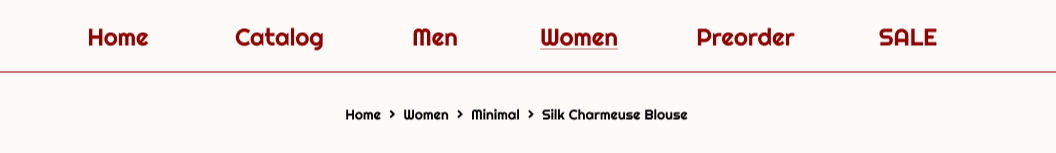 Home Catalog Men Women Preorder SALE
Home > Women > Minimal > Silk Charmeuse Blouse